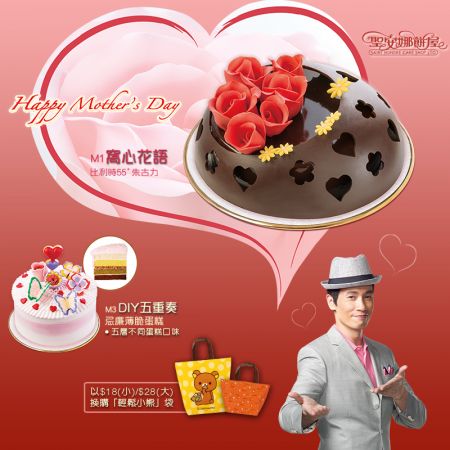 聖安娜餅屋
SAINT HONORE CAKE SHOP LTD
Happy Mother's Day
M1窩心花語
比利時55°朱古力
M3 DIY五重奏
忌廉薄脆蛋糕
• 五層不同蛋糕口味
以$18(小)/$28(大)
換購「輕鬆小熊」袋